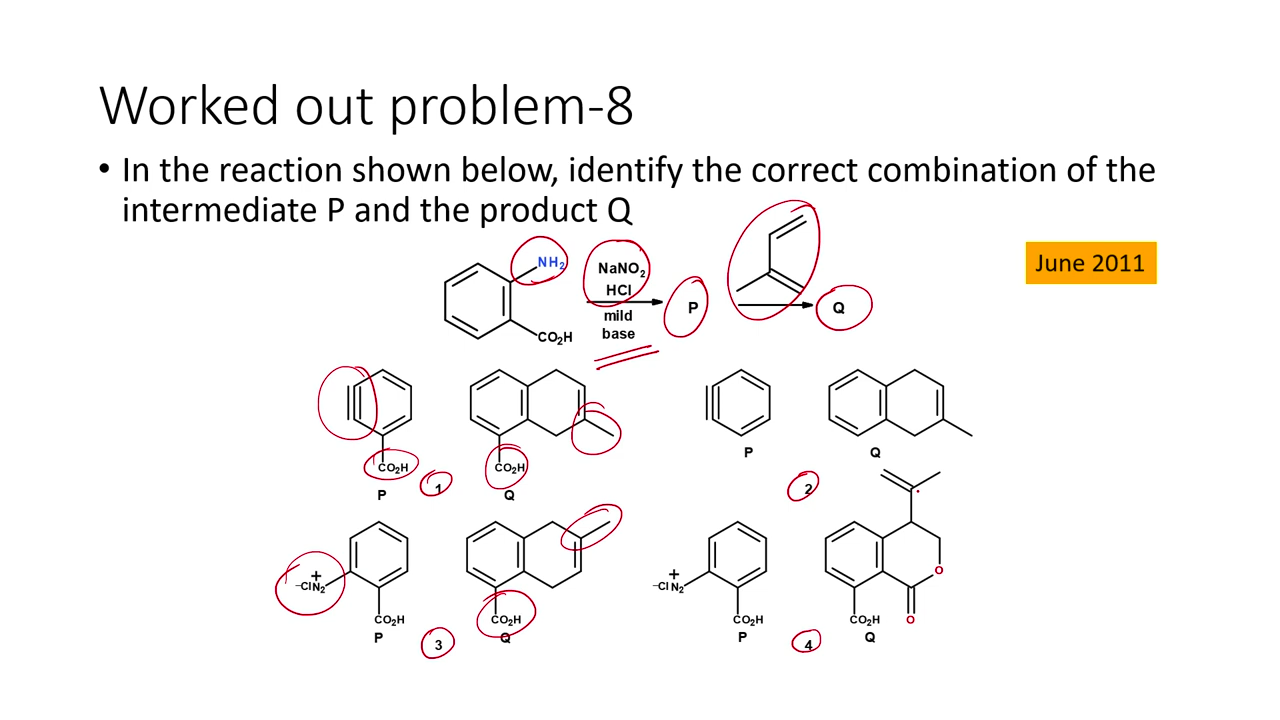 Worked out problem-8
• In the reaction shown below, identify the correct combination of the
intermediate P and the product Q
June 2011
NH2
NaNO2
HCl
mild
base
P
Q
CO2H
CO2H
P
1
CO2H
Q
P
2
Q
+
−ClN2
CO2H
P
3
CO2H
Q
+
−ClN2
CO2H
P
4
O
CO2H
O
Q